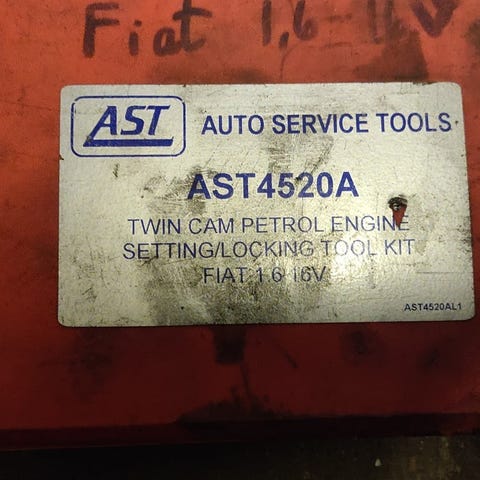 Fiat 1,6 16V
AST AUTO SERVICE TOOLS
AST4520A
TWIN CAM PETROL ENGINE
SETTING/LOCKING TOOL KIT
FIAT 1.6 16V
AST4520AL1